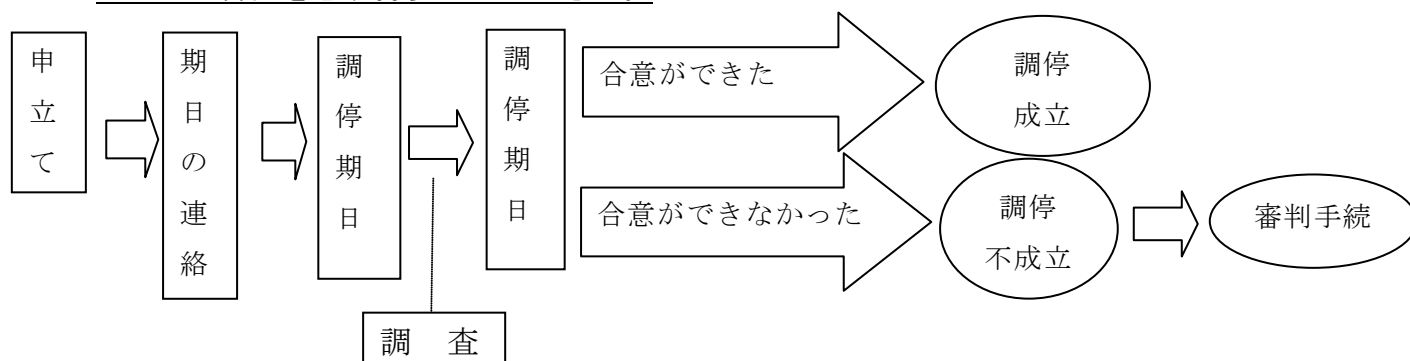 申立て
期日の連絡
調停期日
調停期日
合意ができた
調停
成立
合意ができなかった
調停
不成立
審判手続
調 査